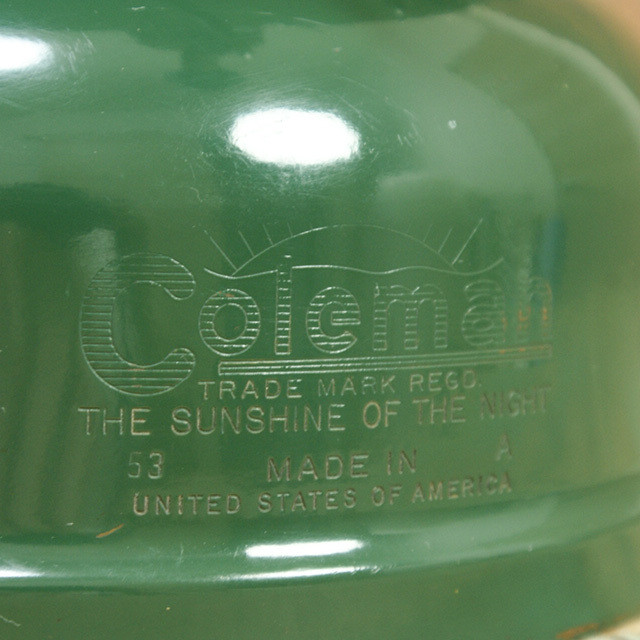 Coleman
TRADE MARK REGD.
THE SUNSHINE OF THE NIGHT
53 MADE IN A
UNITED STATES OF AMERICA